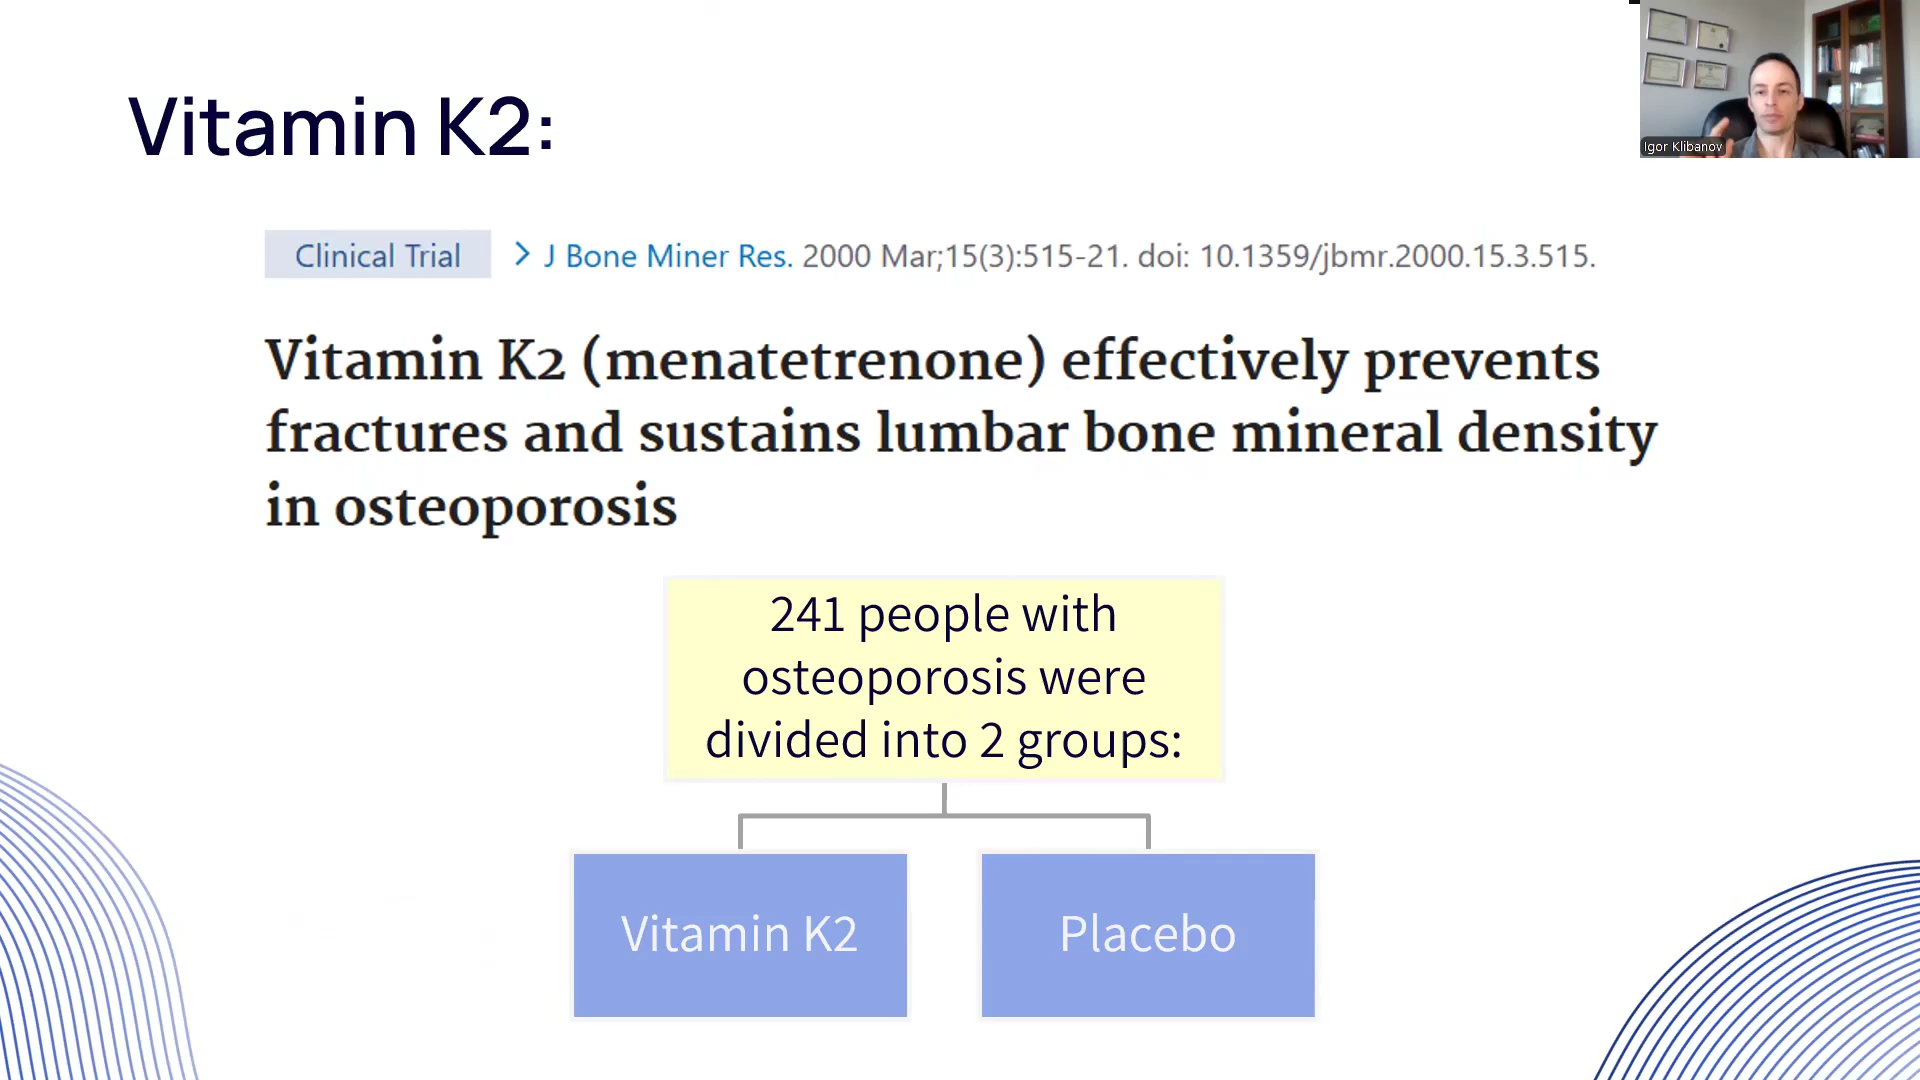 Vitamin K2:
Igor Klibanov
Clinical Trial > J Bone Miner Res. 2000 Mar;15(3):515-21. doi: 10.1359/jbmr.2000.15.3.515.
Vitamin K2 (menatetrenone) effectively prevents
fractures and sustains lumbar bone mineral density
in osteoporosis
241 people with
osteoporosis were
divided into 2 groups:
Vitamin K2
Placebo